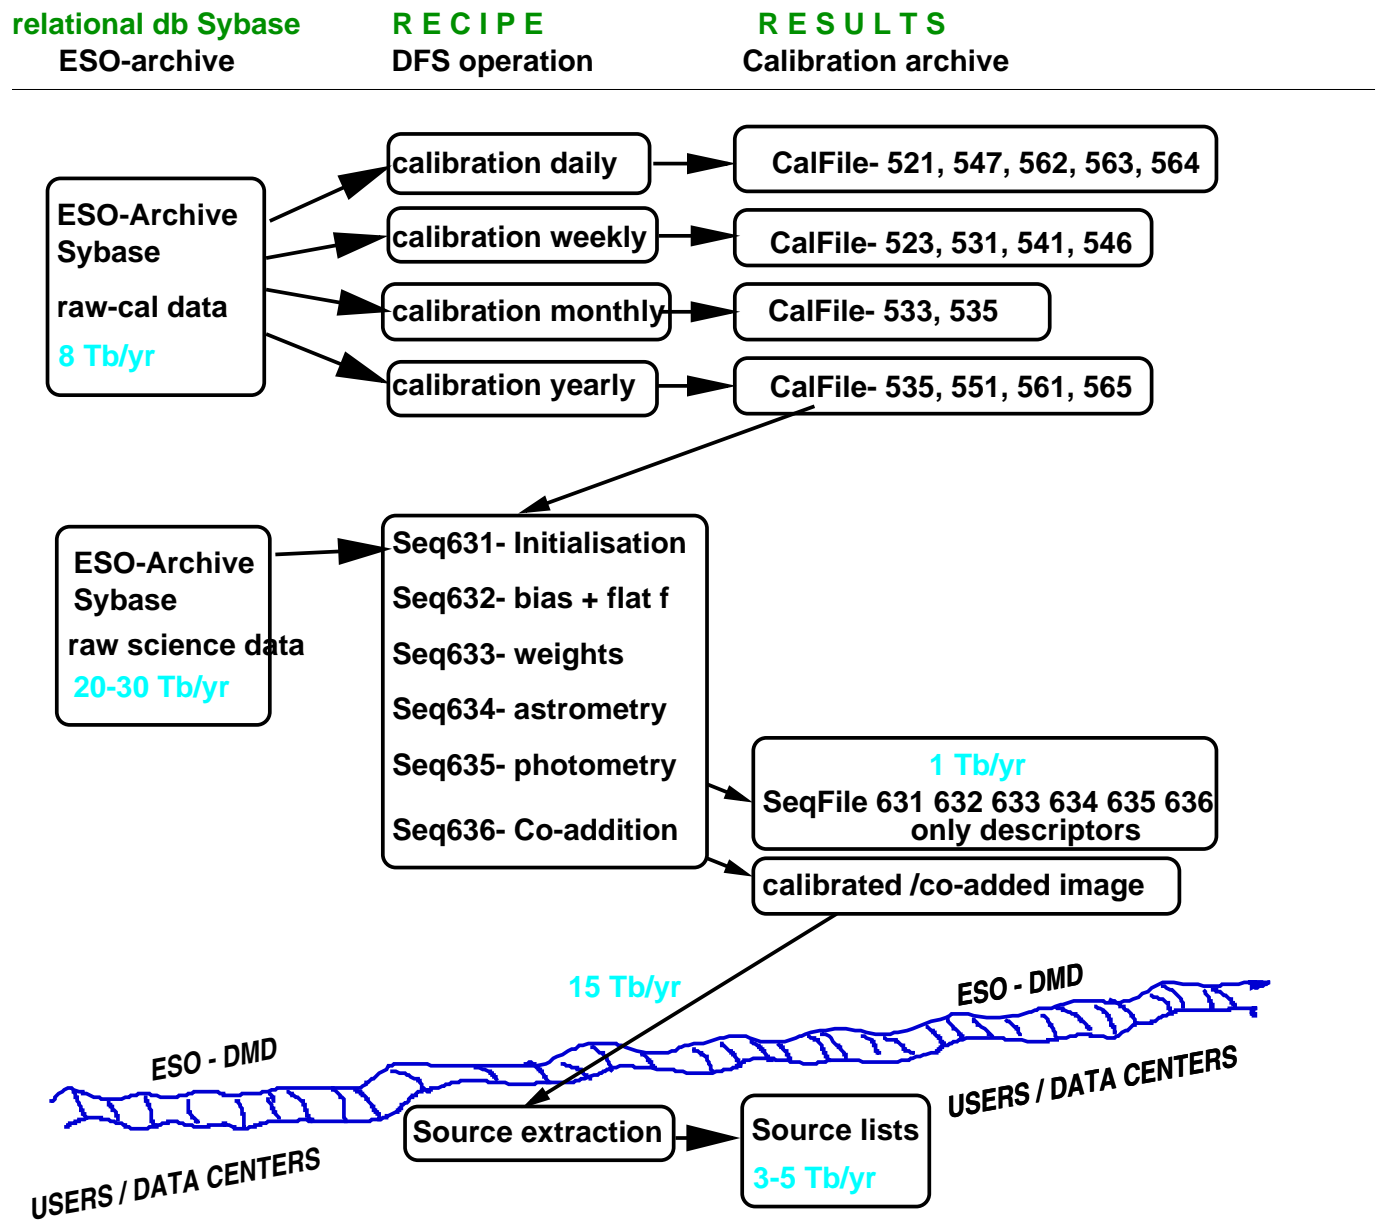 relational db Sybase
R E C I P E
R E S U L T S
ESO-archive
DFS operation
Calibration archive
ESO-Archive
Sybase
raw-cal data
8 Tb/yr
calibration daily
CalFile- 521, 547, 562, 563, 564
calibration weekly
CalFile- 523, 531, 541, 546
calibration monthly
CalFile- 533, 535
calibration yearly
CalFile- 535, 551, 561, 565
ESO-Archive
Sybase
raw science data
20-30 Tb/yr
Seq631- Initialisation
Seq632- bias + flat f
Seq633- weights
Seq634- astrometry
Seq635- photometry
Seq636- Co-addition
1 Tb/yr
SeqFile 631 632 633 634 635 636
only descriptors
calibrated /co-added image
15 Tb/yr
ESO - DMD
ESO - DMD
USERS / DATA CENTERS
USERS / DATA CENTERS
Source extraction
Source lists
3-5 Tb/yr